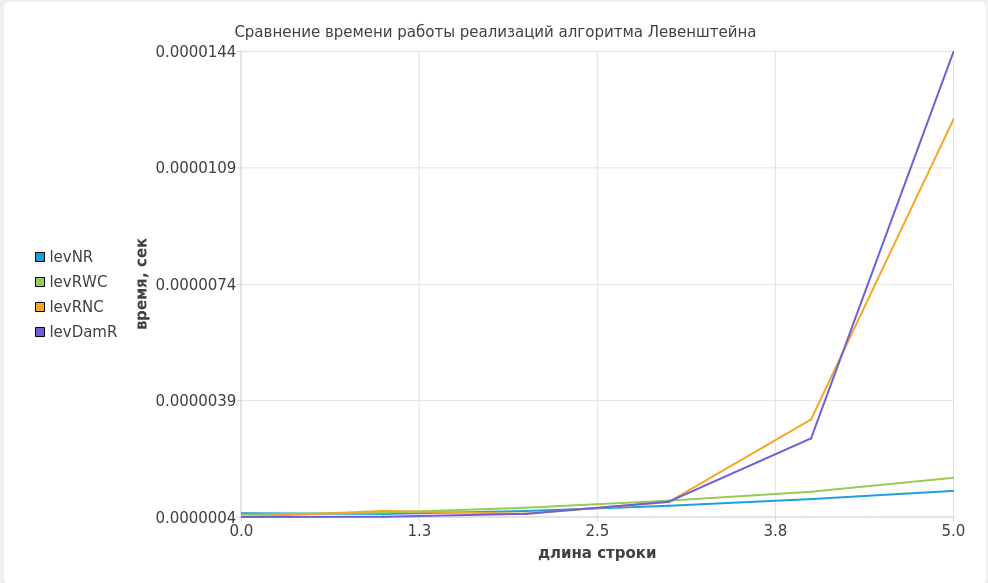 Сравнение времени работы реализаций алгоритма Левенштейна
0.0000144
0.0000109
0.0000074
0.0000039
0.0000004
время, сек
levNR
levRWC
levRNC
levDamR
0.0 1.3 2.5 3.8 5.0
длина строки